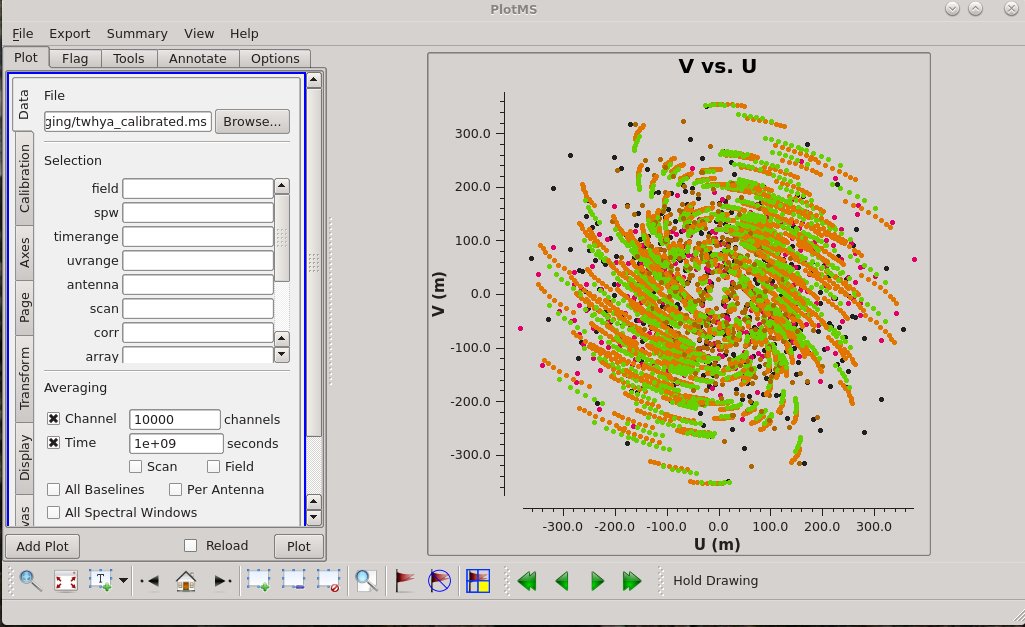 PlotMS
File Export Summary View Help
Plot Flag Tools Annotate Options
Data
Calibration
Axes
Page
Transform
Display
vas
File
ging/twhya_calibrated.ms Browse...
Selection
field
spw
timerange
uvrange
antenna
scan
corr
array
Averaging
Channel 10000 channels
Time 1e+09 seconds
Scan Field
All Baselines Per Antenna
All Spectral Windows
Add Plot Reload Plot
V vs. U
V (m)
300.0
200.0
100.0
0.0
-100.0
-200.0
-300.0
-300.0 -200.0 -100.0 0.0 100.0 200.0 300.0
U (m)
T
Hold Drawing